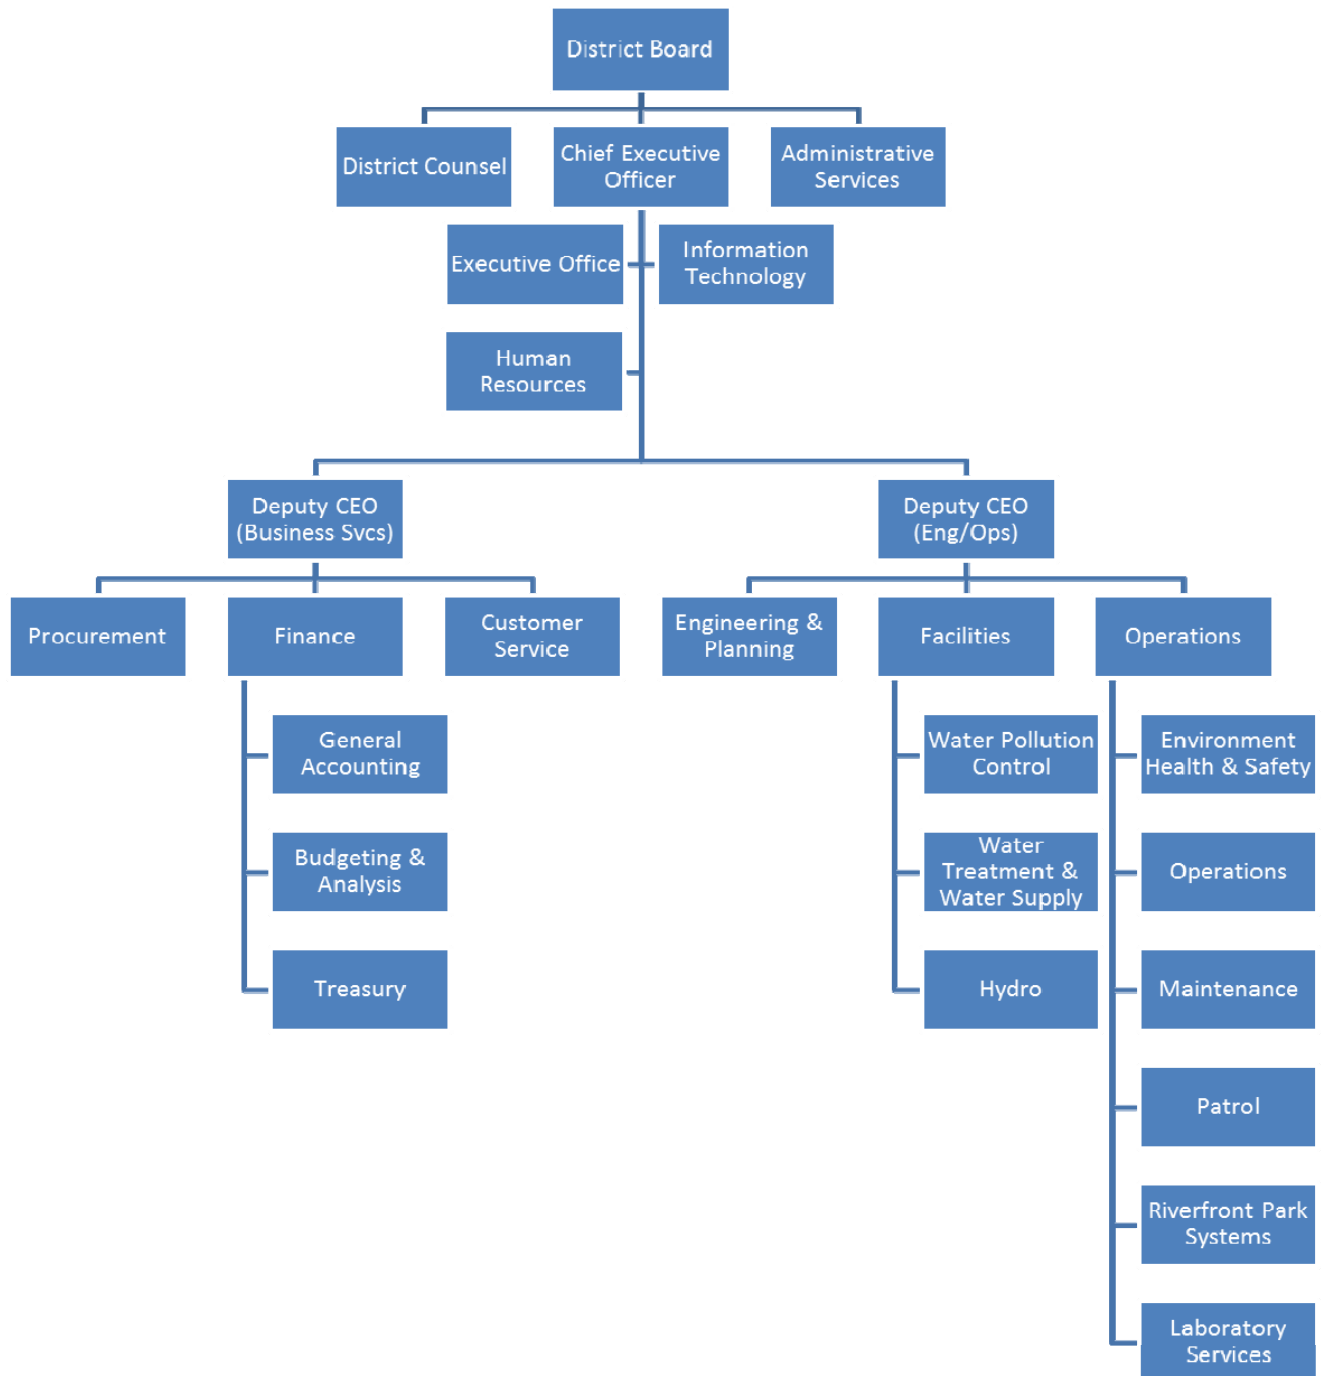 District Board
District Counsel
Chief Executive
Officer
Administrative
Services
Executive Office
Information
Technology
Human
Resources
Deputy CEO
(Business Svcs)
Deputy CEO
(Eng/Ops)
Procurement
Finance
Customer
Service
Engineering &
Planning
Facilities
Operations
General
Accounting
Water Pollution
Control
Environment
Health & Safety
Budgeting &
Analysis
Water
Treatment &
Water Supply
Operations
Treasury
Hydro
Maintenance
Patrol
Riverfront Park
Systems
Laboratory
Services